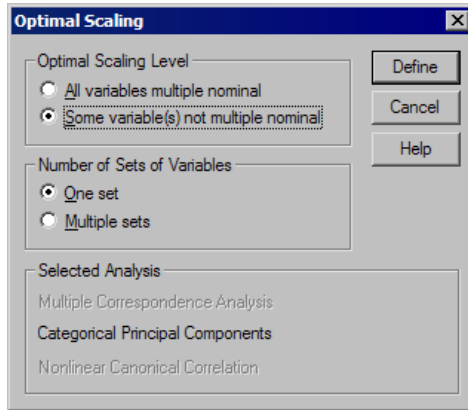 Optimal Scaling
Optimal Scaling Level
All variables multiple nominal
Some variable(s) not multiple nominal
Define
Cancel
Help
Number of Sets of Variables
One set
Multiple sets
Selected Analysis
Multiple Correspondence Analysis
Categorical Principal Components
Nonlinear Canonical Correlation